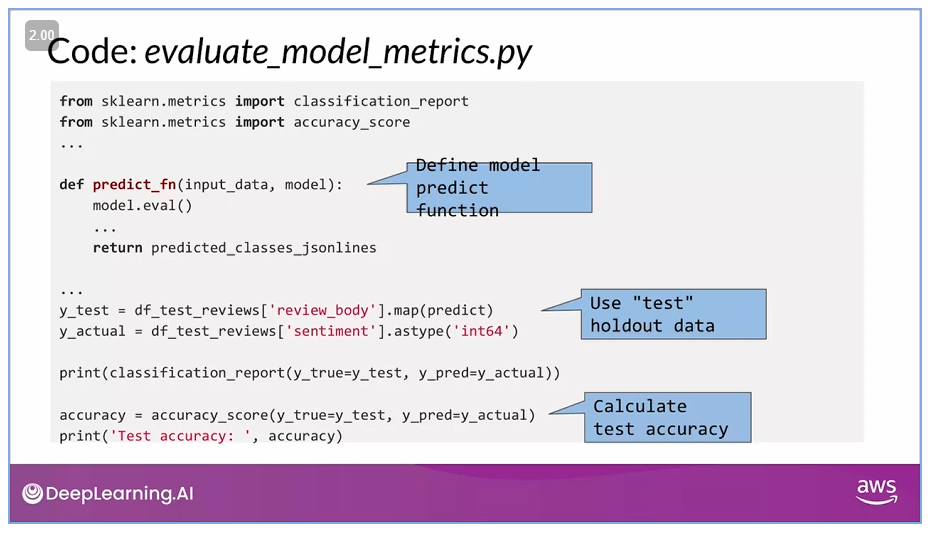 2.00
Code: evaluate_model_metrics.py
from sklearn.metrics import classification_report
from sklearn.metrics import accuracy_score
...
def predict_fn(input_data, model):
    model.eval()
    ...
    return predicted_classes_jsonlines
Define model
predict
function
...
y_test = df_test_reviews['review_body'].map(predict)
y_actual = df_test_reviews['sentiment'].astype('int64')
Use "test"
holdout data
print(classification_report(y_true=y_test, y_pred=y_actual))
accuracy = accuracy_score(y_true=y_test, y_pred=y_actual)
print('Test accuracy: ', accuracy)
Calculate
test accuracy
DeepLearning.AI
aws